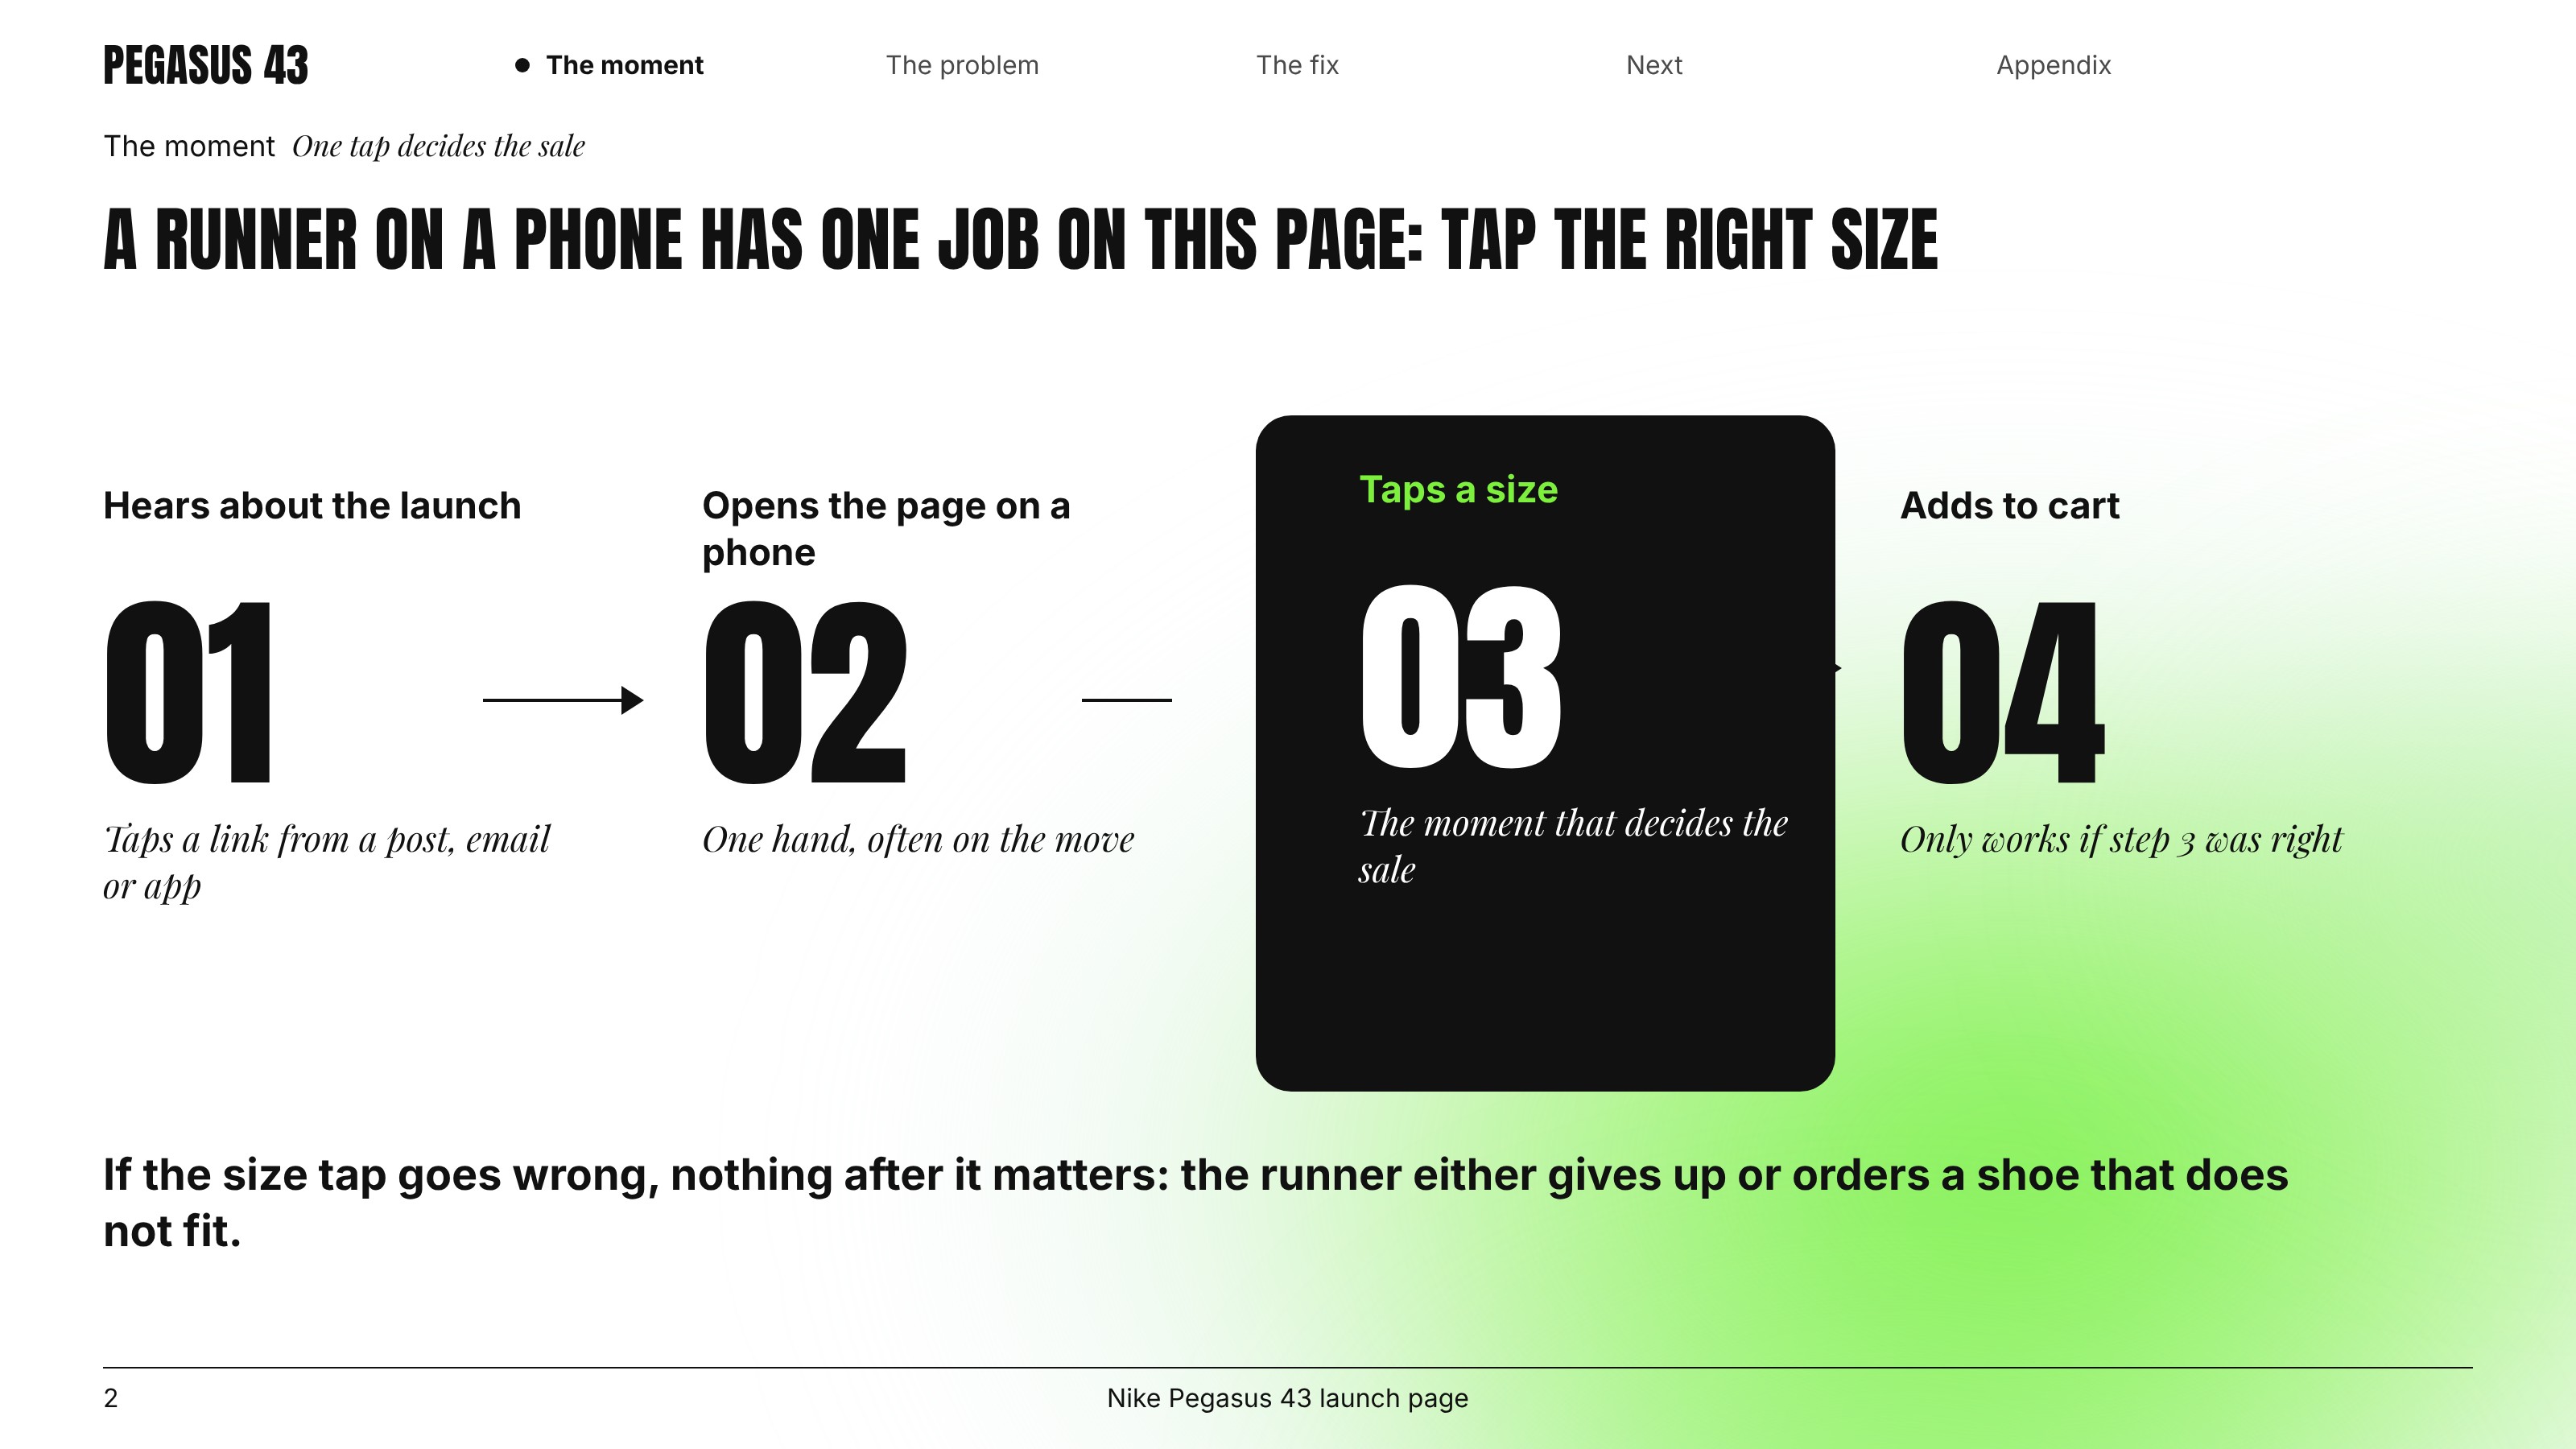 PEGASUS 43
The moment
The problem
The fix
Next
Appendix
The moment One tap decides the sale
A RUNNER ON A PHONE HAS ONE JOB ON THIS PAGE: TAP THE RIGHT SIZE
Hears about the launch
01
Taps a link from a post, email
or app
Opens the page on a
phone
02
One hand, often on the move
Taps a size
03
The moment that decides the
sale
Adds to cart
04
Only works if step 3 was right
If the size tap goes wrong, nothing after it matters: the runner either gives up or orders a shoe that does
not fit.
2
Nike Pegasus 43 launch page